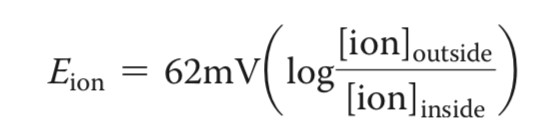 E_ion = 62mV(log [ion]_outside / [ion]_inside)